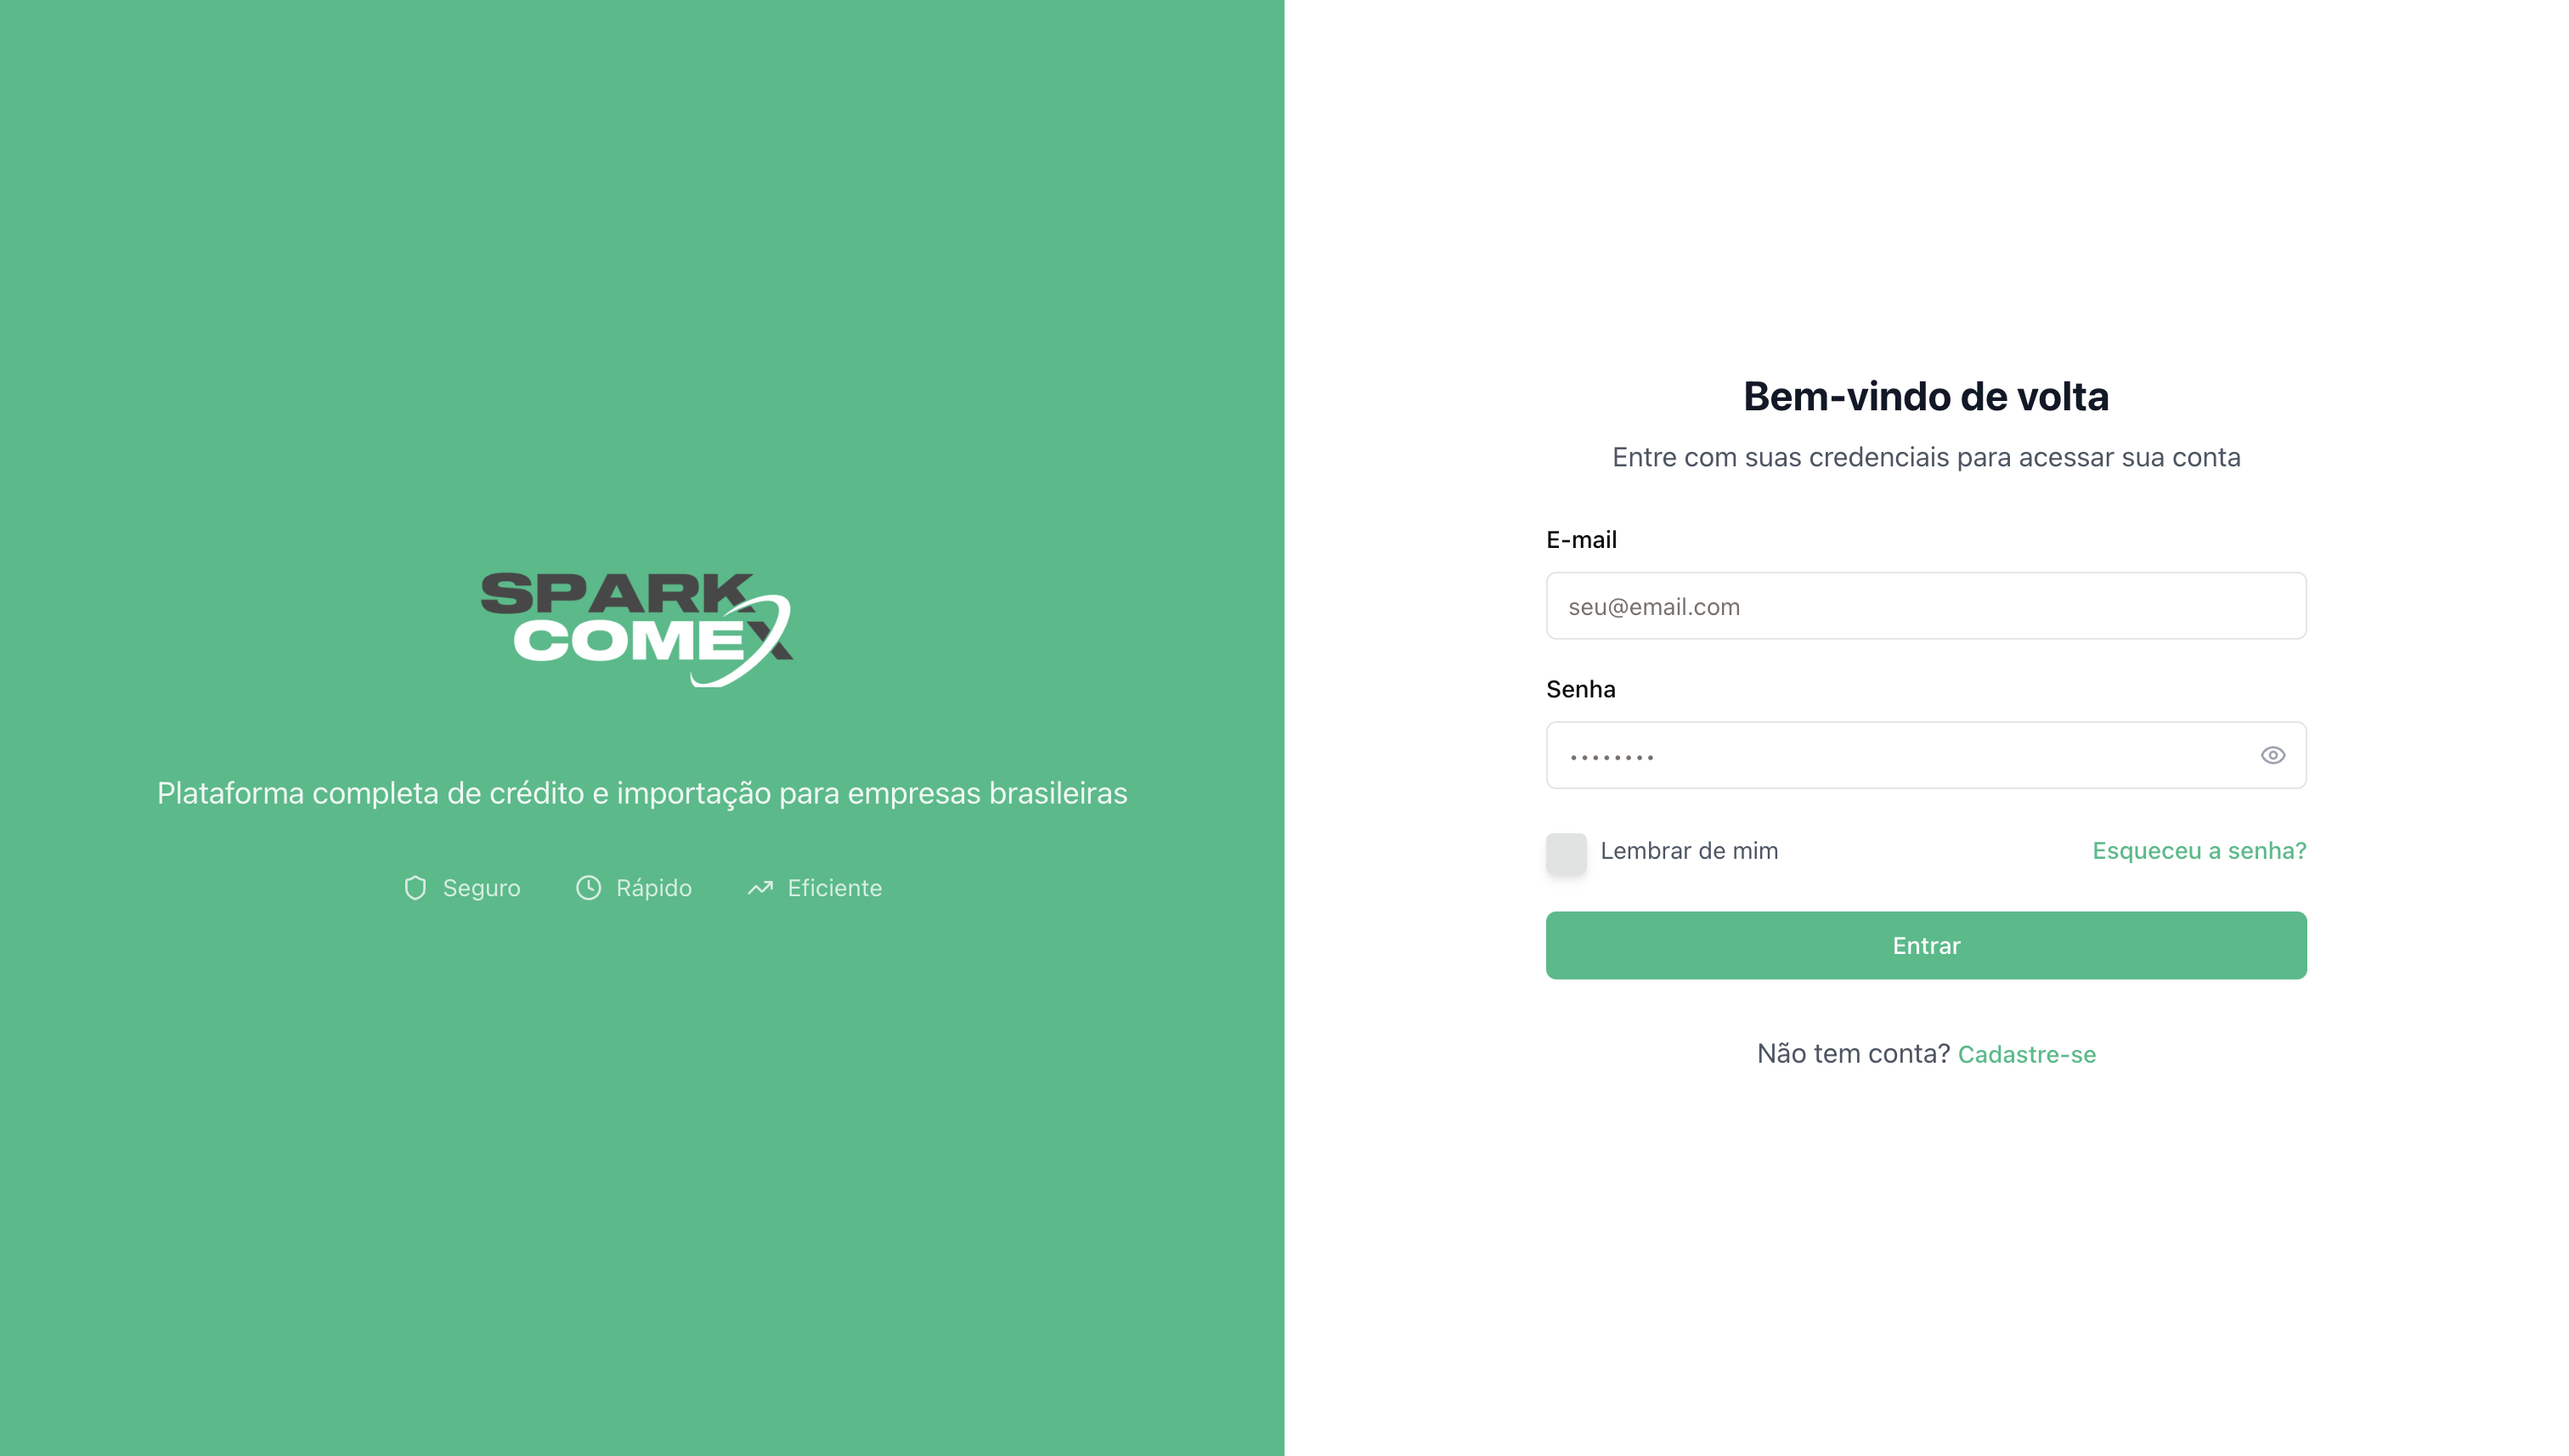 SPARK
COMEX
Plataforma completa de crédito e importação para empresas brasileiras
Seguro
Rápido
Eficiente
Bem-vindo de volta
Entre com suas credenciais para acessar sua conta
E-mail
seu@email.com
Senha
••••••••
Lembrar de mim
Esqueceu a senha?
Entrar
Não tem conta? Cadastre-se